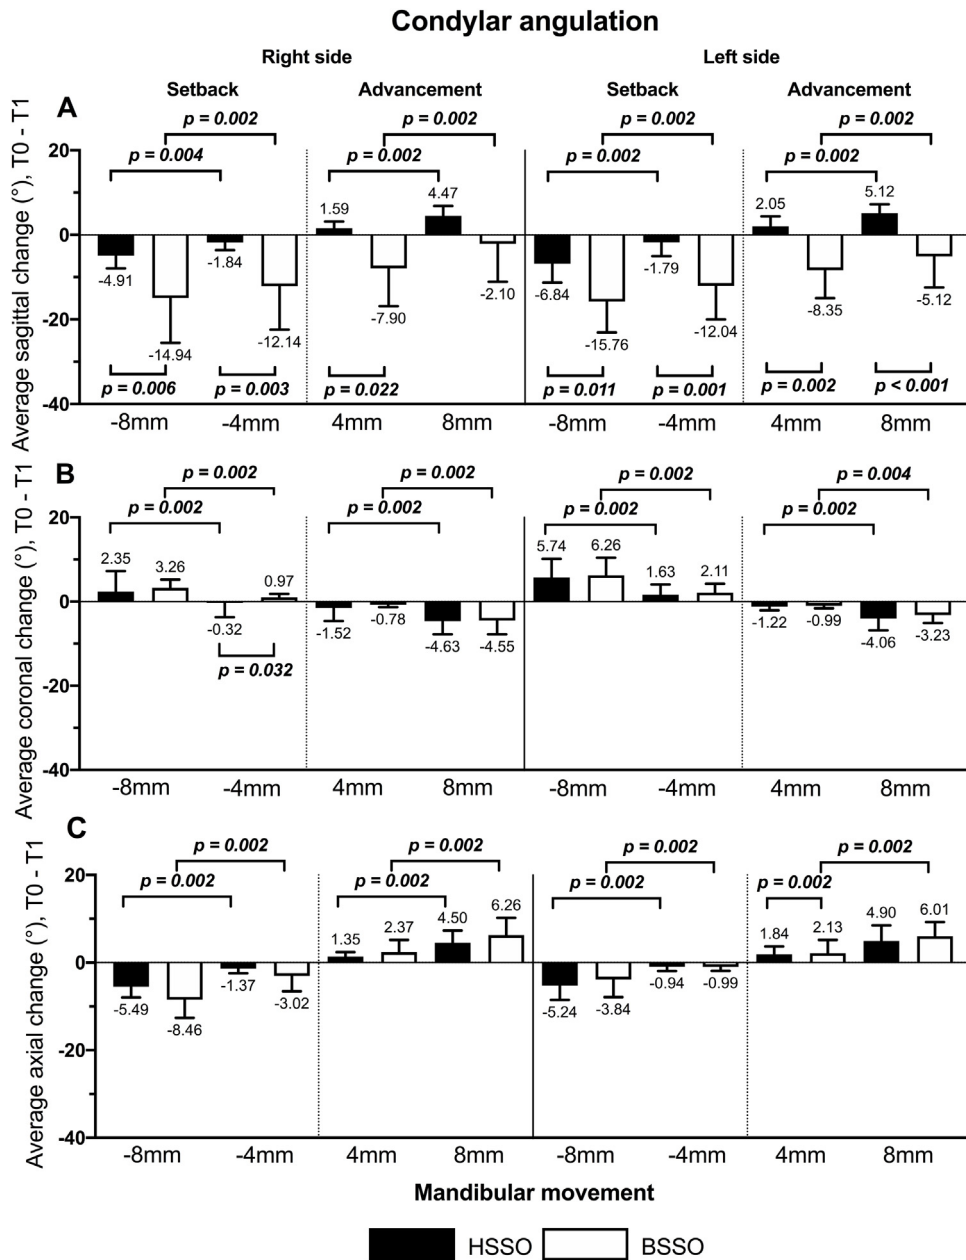 Condylar angulation
Right side Left side
Setback Advancement Setback Advancement
A
p = 0.002 p = 0.002 p = 0.002 p = 0.002
p = 0.004 p = 0.002 p = 0.002 p = 0.002
Average sagittal change (°), T0 - T1
20
0
-20
-40
-4.91 -14.94 -1.84 -12.14 1.59 -7.90 4.47 -2.10 -6.84 -15.76 -1.79 -12.04 2.05 -8.35 5.12 -5.12
p = 0.006 p = 0.003 p = 0.022 p = 0.011 p = 0.001 p = 0.002 p < 0.001
-8mm -4mm 4mm 8mm -8mm -4mm 4mm 8mm
B
p = 0.002 p = 0.002 p = 0.002 p = 0.004
p = 0.002 p = 0.002 p = 0.002 p = 0.002
Average coronal change (°), T0 - T1
20
0
-20
-40
2.35 3.26 -0.32 0.97 -1.52 -0.78 -4.63 -4.55 5.74 6.26 1.63 2.11 -1.22 -0.99 -4.06 -3.23
p = 0.032
-8mm -4mm 4mm 8mm -8mm -4mm 4mm 8mm
C
p = 0.002 p = 0.002 p = 0.002 p = 0.002
p = 0.002 p = 0.002 p = 0.002 p = 0.002
Average axial change (°), T0 - T1
20
0
-20
-40
-5.49 -8.46 -1.37 -3.02 1.35 2.37 4.50 6.26 -5.24 -3.84 -0.94 -0.99 1.84 2.13 4.90 6.01
-8mm -4mm 4mm 8mm -8mm -4mm 4mm 8mm
Mandibular movement
HSSO BSSO